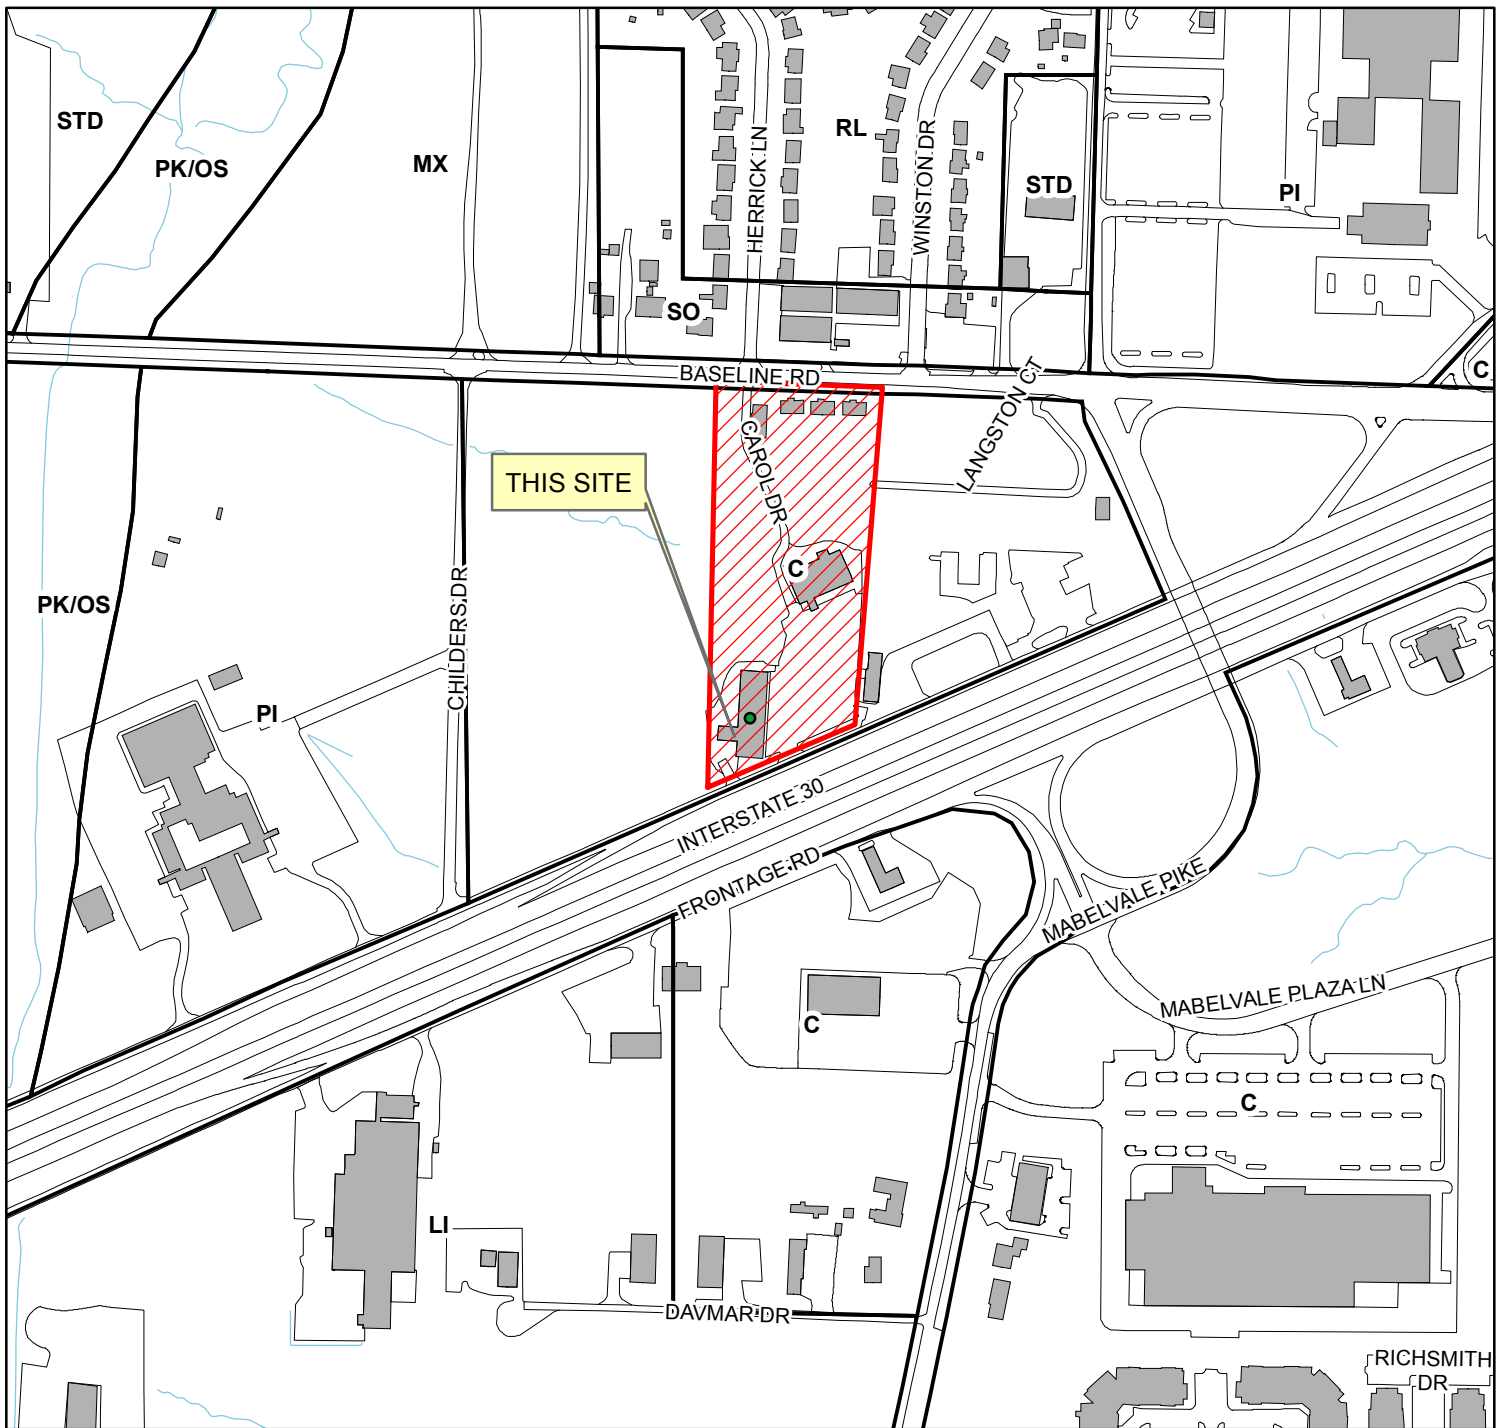 STD
PK/OS
MX
RL
STD
PI
HERRICK LN
WINSTON DR
SO
BASELINE RD
C
LANGSTON CT
CAROL DR
THIS SITE
C
PK/OS
CHILDERS DR
PI
INTERSTATE 30
FRONTAGE RD
MABELVALE PIKE
MABELVALE PLAZA LN
C
C
LI
DAVMAR DR
RICHSMITH
DR